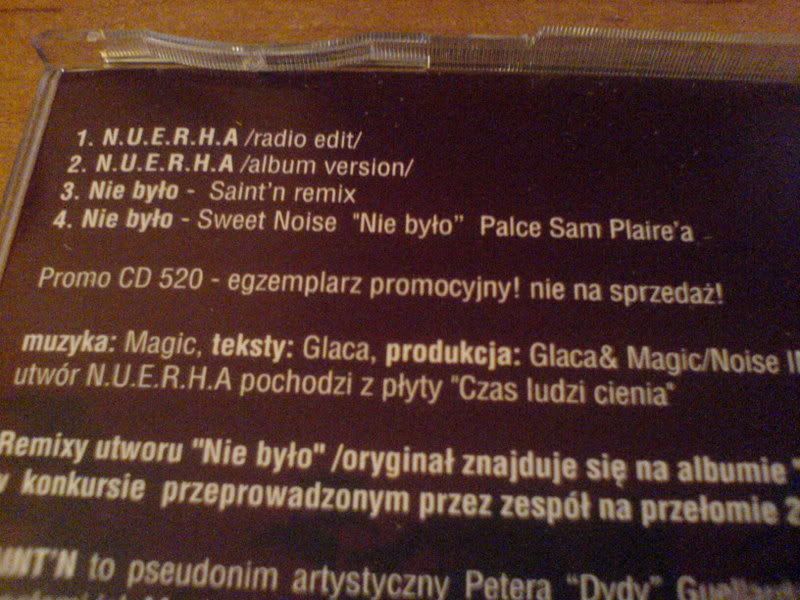 1. N.U.E.R.H.A /radio edit/
2. N.U.E.R.H.A /album version/
3. Nie było - Saint'n remix
4. Nie było - Sweet Noise "Nie było" Palce Sam Plaire'a
Promo CD 520 - egzemplarz promocyjny! nie na sprzedaż!
muzyka: Magic, teksty: Glaca, produkcja: Glaca& Magic/Noise
utwór N.U.E.R.H.A pochodzi z płyty "Czas ludzi cienia"
Remixy utworu "Nie było" /oryginał znajduje się na albumie "
konkursie przeprowadzonym przez zespół na przełomie 2
to pseudonim artystyczny Petera "Dydy"